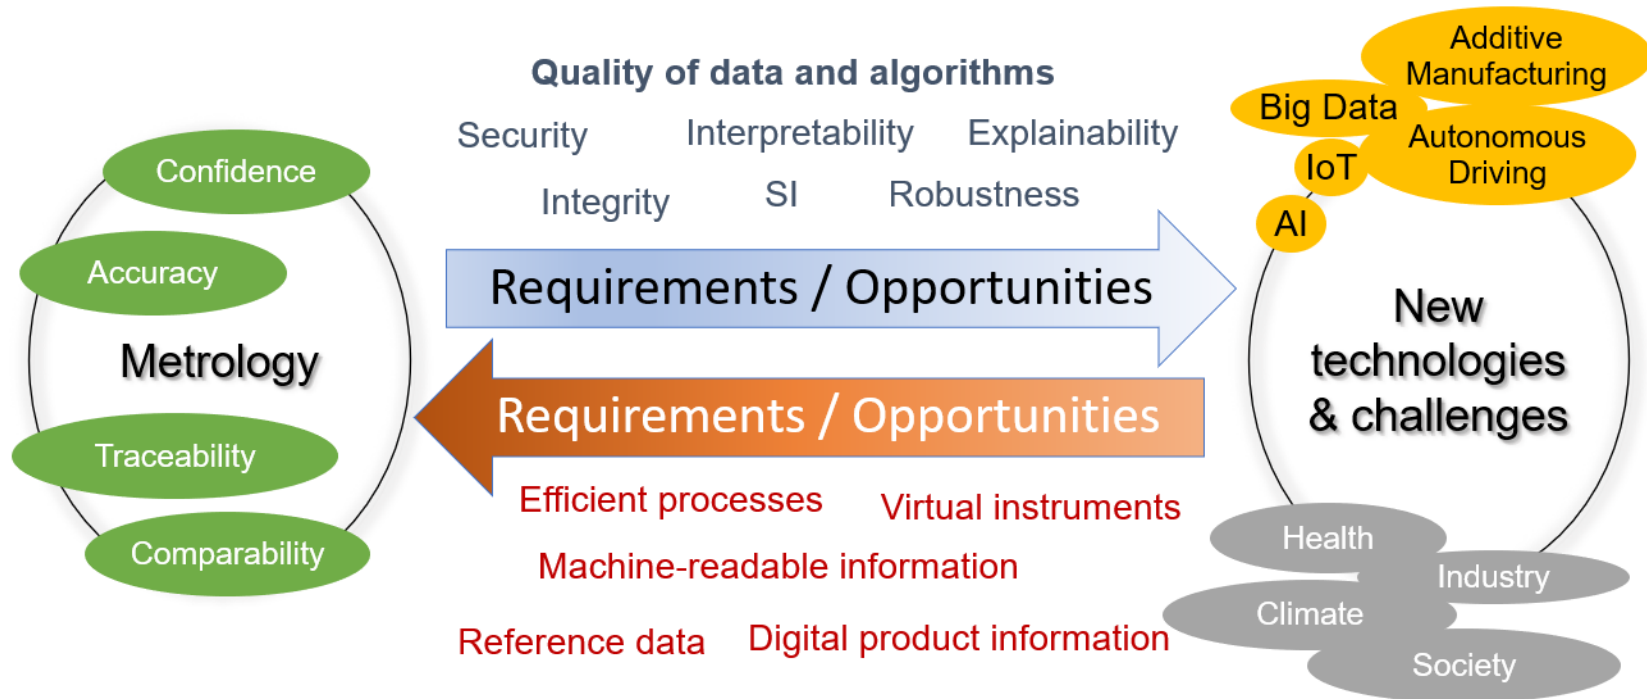 Quality of data and algorithms
Security
Interpretability
Explainability
Integrity
SI
Robustness
Confidence
Accuracy
Metrology
Traceability
Comparability
Requirements / Opportunities
Requirements / Opportunities
Efficient processes
Virtual instruments
Machine-readable information
Reference data
Digital product information
Additive
Manufacturing
Big Data
Autonomous
Driving
IoT
AI
New
technologies
& challenges
Health
Industry
Climate
Society